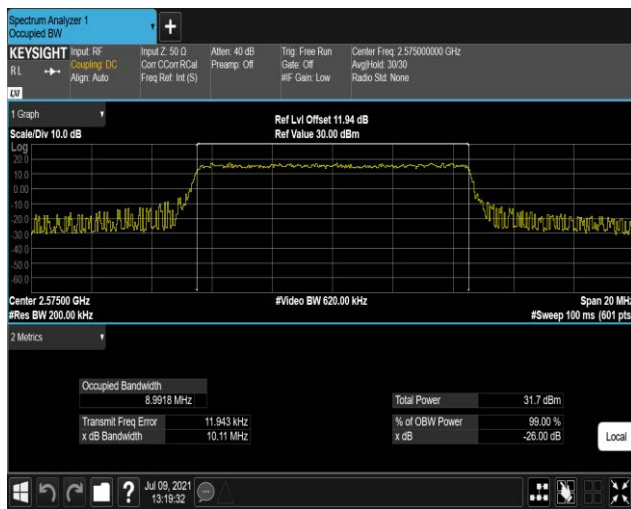 Spectrum Analyzer 1
Occupied BW
KEYSIGHT Input: RF Input Z: 50 Ω Atten: 40 dB Trig: Free Run Center Freq: 2.575000000 GHz
RL Coupling: DC Corr CCorr RCal Preamp: Off Gate: Off Avg|Hold: 30/30
Align: Auto Freq Ref: Int (S) #IF Gain: Low Radio Std: None
LXI
1 Graph Ref Lvl Offset 11.94 dB
Scale/Div 10.0 dB Ref Value 30.00 dBm
Log
20.0
10.0
0.00
-10.0
-20.0
-30.0
-40.0
-50.0
-60.0
Center 2.57500 GHz #Video BW 620.00 kHz Span 20 MHz
#Res BW 200.00 kHz #Sweep 100 ms (601 pts
2 Metrics
Occupied Bandwidth
8.9918 MHz Total Power 31.7 dBm
Transmit Freq Error 11.943 kHz % of OBW Power 99.00 %
x dB Bandwidth 10.11 MHz x dB -26.00 dB
Local
? Jul 09, 2021
13:19:32